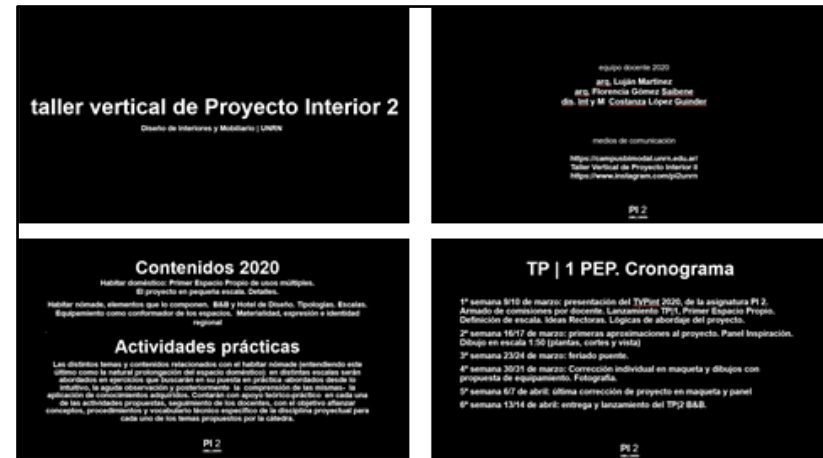 taller vertical de Proyecto Interior 2
Diseño de Interiores y Mobiliario | UNRN
equipo docente 2020
arq. Luján Martínez
arq. Florencia Gómez Saibene
dis. Int y M Costanza López Guinder
medios de comunicación
https://campusbimodal.unrn.edu.ar/
Taller Vertical de Proyecto Interior II
https://www.instagram.com/pi2unrn
PI 2
Contenidos 2020
Habitar doméstico: Primer Espacio Propio de usos múltiples.
El proyecto en pequeña escala. Detalles.
Habitar nómade, elementos que lo componen. B&B y Hotel de Diseño. Tipologías. Escalas.
Equipamiento como conformador de los espacios. Materialidad, expresión e identidad
regional
Actividades prácticas
Los distintos temas y contenidos relacionados con el habitar nómade (entendiendo este
último como la natural prolongación del espacio doméstico) en distintas escalas serán
abordados en ejercicios que buscarán en su puesta en práctica -abordados desde lo
intuitivo, la aguda observación y posteriormente la comprensión de las mismas- la
aplicación de conocimientos adquiridos. Contarán con apoyo teórico-práctico en cada una
de las actividades propuestas, seguimiento de los docentes, con el objetivo afianzar
conceptos, procedimientos y vocabulario técnico específico de la disciplina proyectual para
cada uno de los temas propuestos por la cátedra.
PI 2
TP | 1 PEP. Cronograma
1º semana 9/10 de marzo: presentación del TVPint 2020, de la asignatura PI 2.
Armado de comisiones por docente. Lanzamiento TP|1, Primer Espacio Propio.
Definición de escala. Ideas Rectoras. Lógicas de abordaje del proyecto.
2º semana 16/17 de marzo: primeras aproximaciones al proyecto. Panel Inspiración.
Dibujo en escala 1:50 (plantas, cortes y vista)
3º semana 23/24 de marzo: feriado puente.
4º semana 30/31 de marzo: Corrección individual en maqueta y dibujos con
propuesta de equipamiento. Fotografía.
5º semana 6/7 de abril: última corrección de proyecto en maqueta y panel
6º semana 13/14 de abril: entrega y lanzamiento del TP|2 B&B.
PI 2